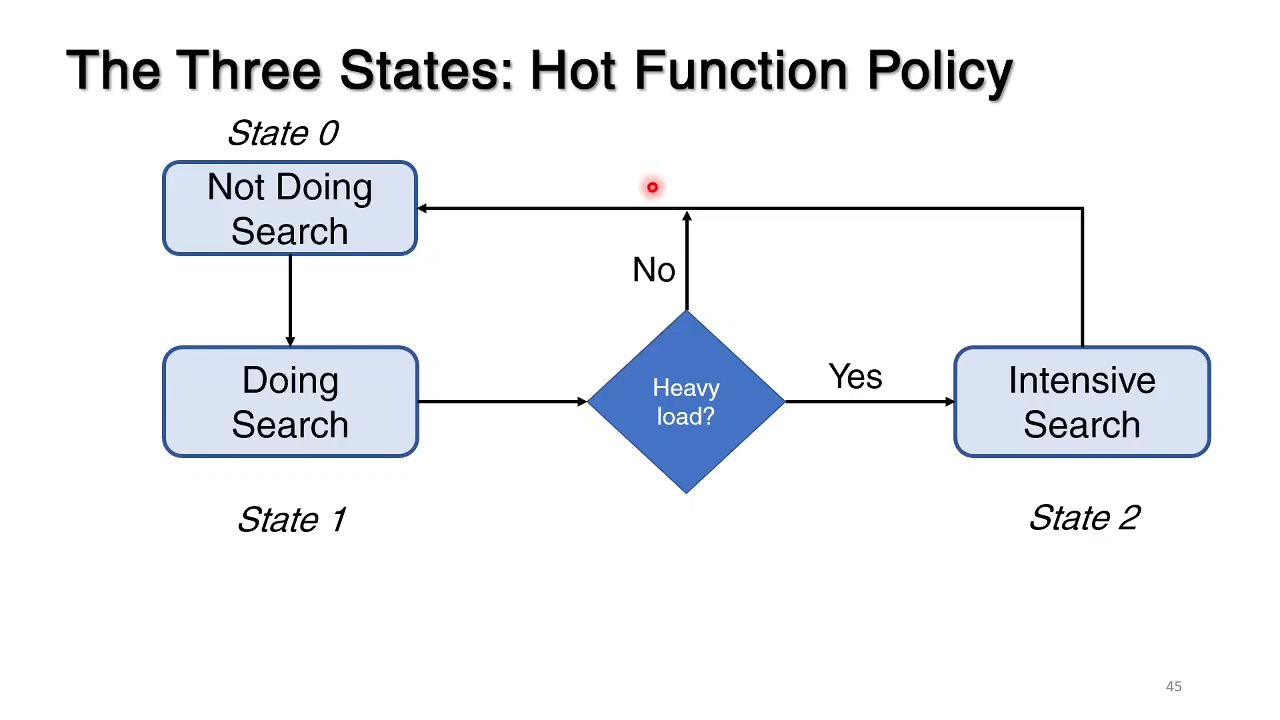 The Three States: Hot Function Policy
State 0
Not Doing
Search
No
Doing
Search
Heavy
load?
Yes
Intensive
Search
State 1
State 2
45